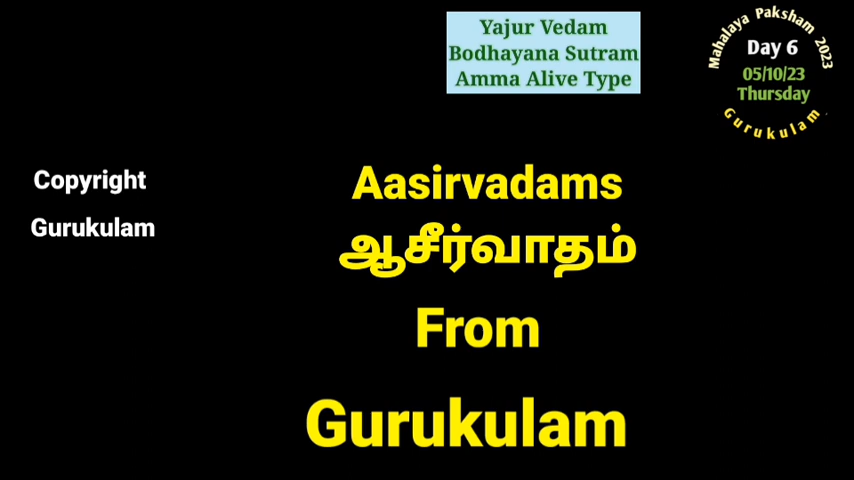 Yajur Vedam
Bodhayana Sutram
Amma Alive Type
Mahalaya Paksham 2023
Day 6
05/10/23
Thursday
Gurukulam
Copyright
Gurukulam
Aasirvadams
ஆசீர்வாதம்
From
Gurukulam